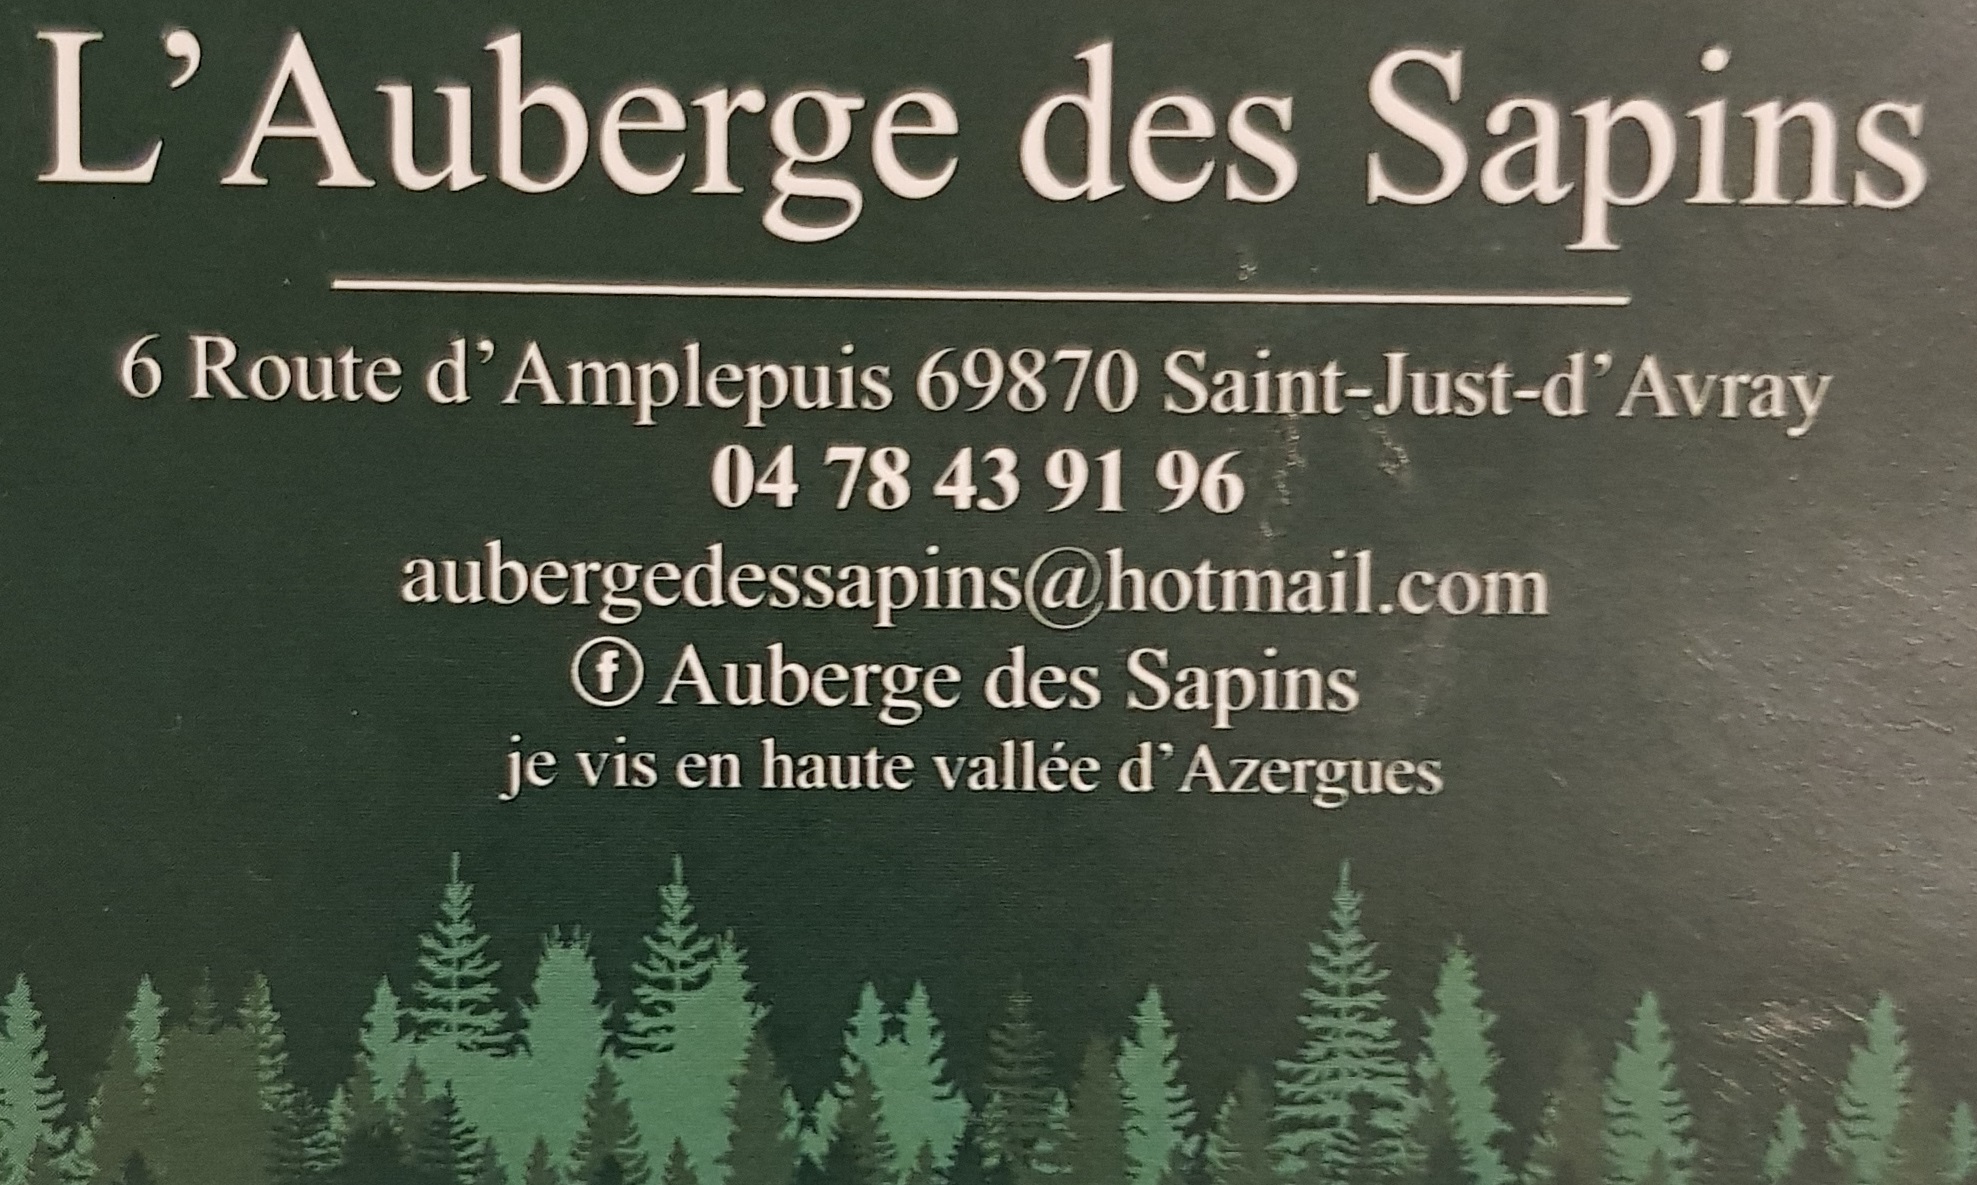 L'Auberge des Sapins
6 Route d'Amplepuis 69870 Saint-Just-d'Avray
04 78 43 91 96
aubergedessapins@hotmail.com
Auberge des Sapins
je vis en haute vallée d'Azergues